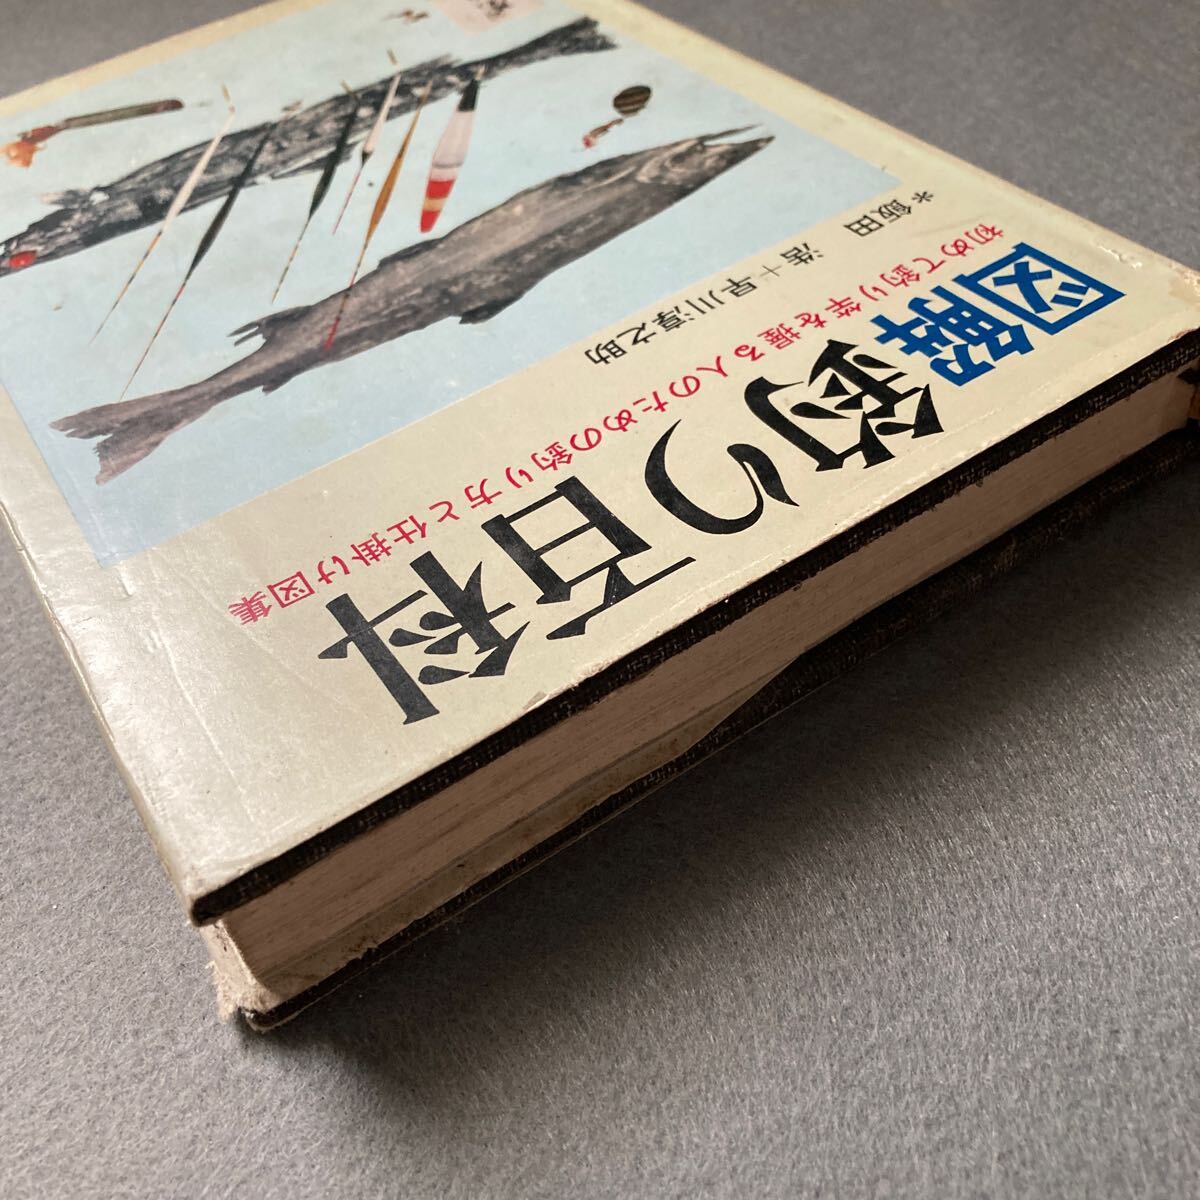 図解
釣り百科
初めて釣り竿を握る人のための釣り方と仕掛け図集
*飯田 浩+早川淳之助